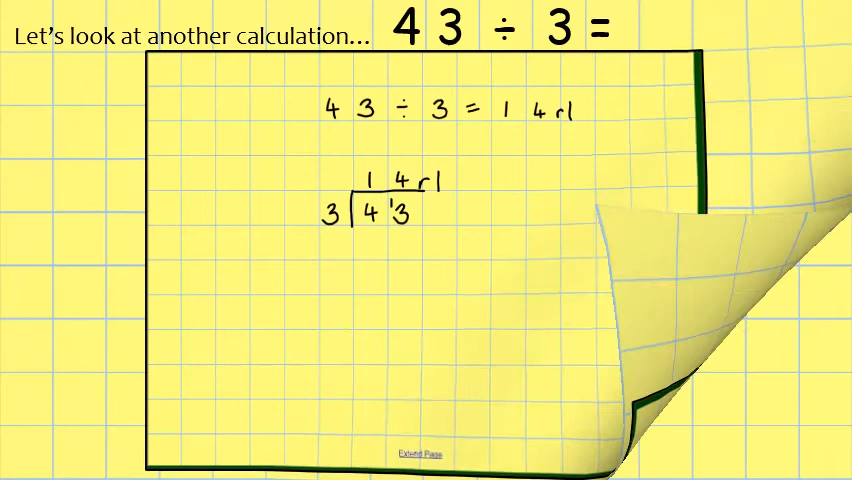 Let's look at another calculation... 43 ÷ 3 =
43 ÷ 3 = 14 r1
14 r1
3 4 ¹3
Extend Page